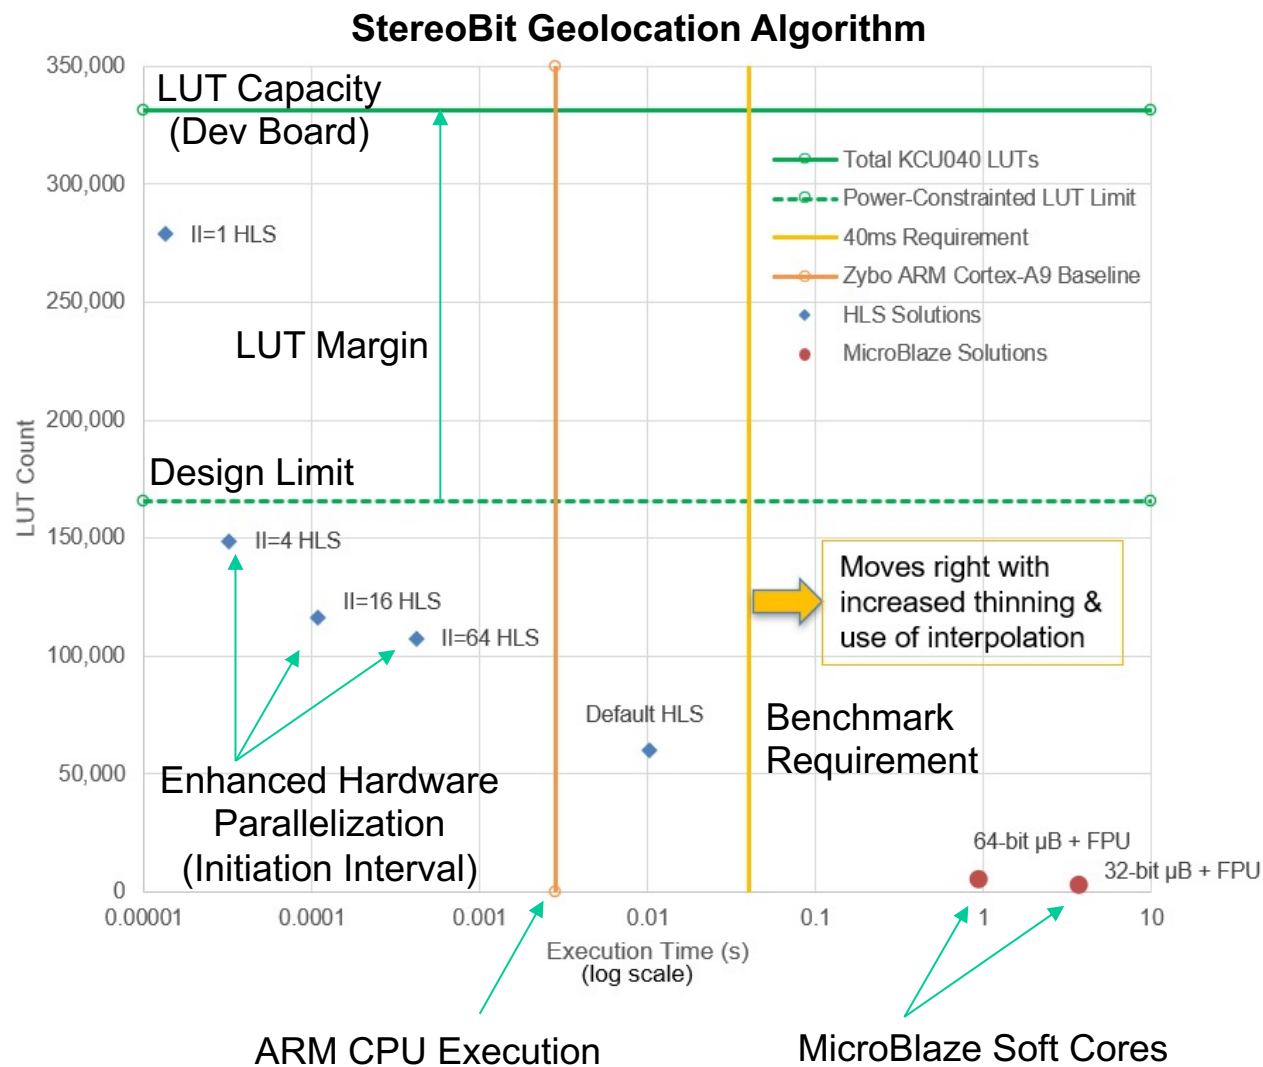 StereoBit Geolocation Algorithm
350,000
LUT Capacity
(Dev Board)
300,000
250,000
200,000
150,000
100,000
50,000
0
LUT Count
Total KCU040 LUTs
Power-Constrainted LUT Limit
40ms Requirement
Zybo ARM Cortex-A9 Baseline
HLS Solutions
MicroBlaze Solutions
II=1 HLS
LUT Margin
Design Limit
II=4 HLS
II=16 HLS
II=64 HLS
Moves right with
increased thinning &
use of interpolation
Default HLS
Benchmark
Requirement
Enhanced Hardware
Parallelization
(Initiation Interval)
64-bit µB + FPU
32-bit µB + FPU
0.00001
0.0001
0.001
0.01
0.1
1
10
Execution Time (s)
(log scale)
ARM CPU Execution
MicroBlaze Soft Cores